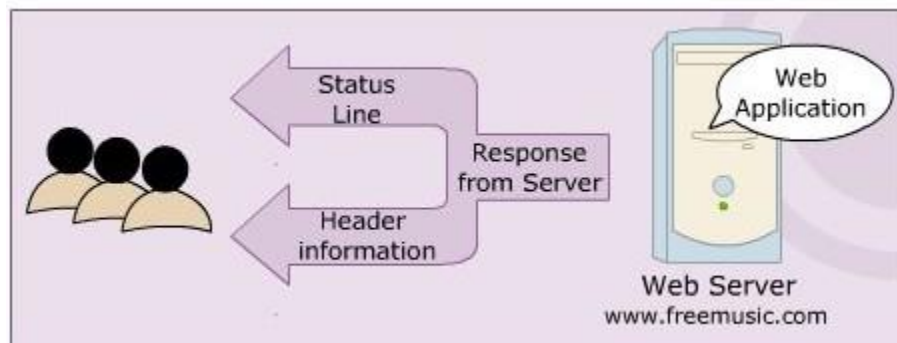 Status
Line
Response
from Server
Header
information
Web
Application
Web Server
www.freemusic.com